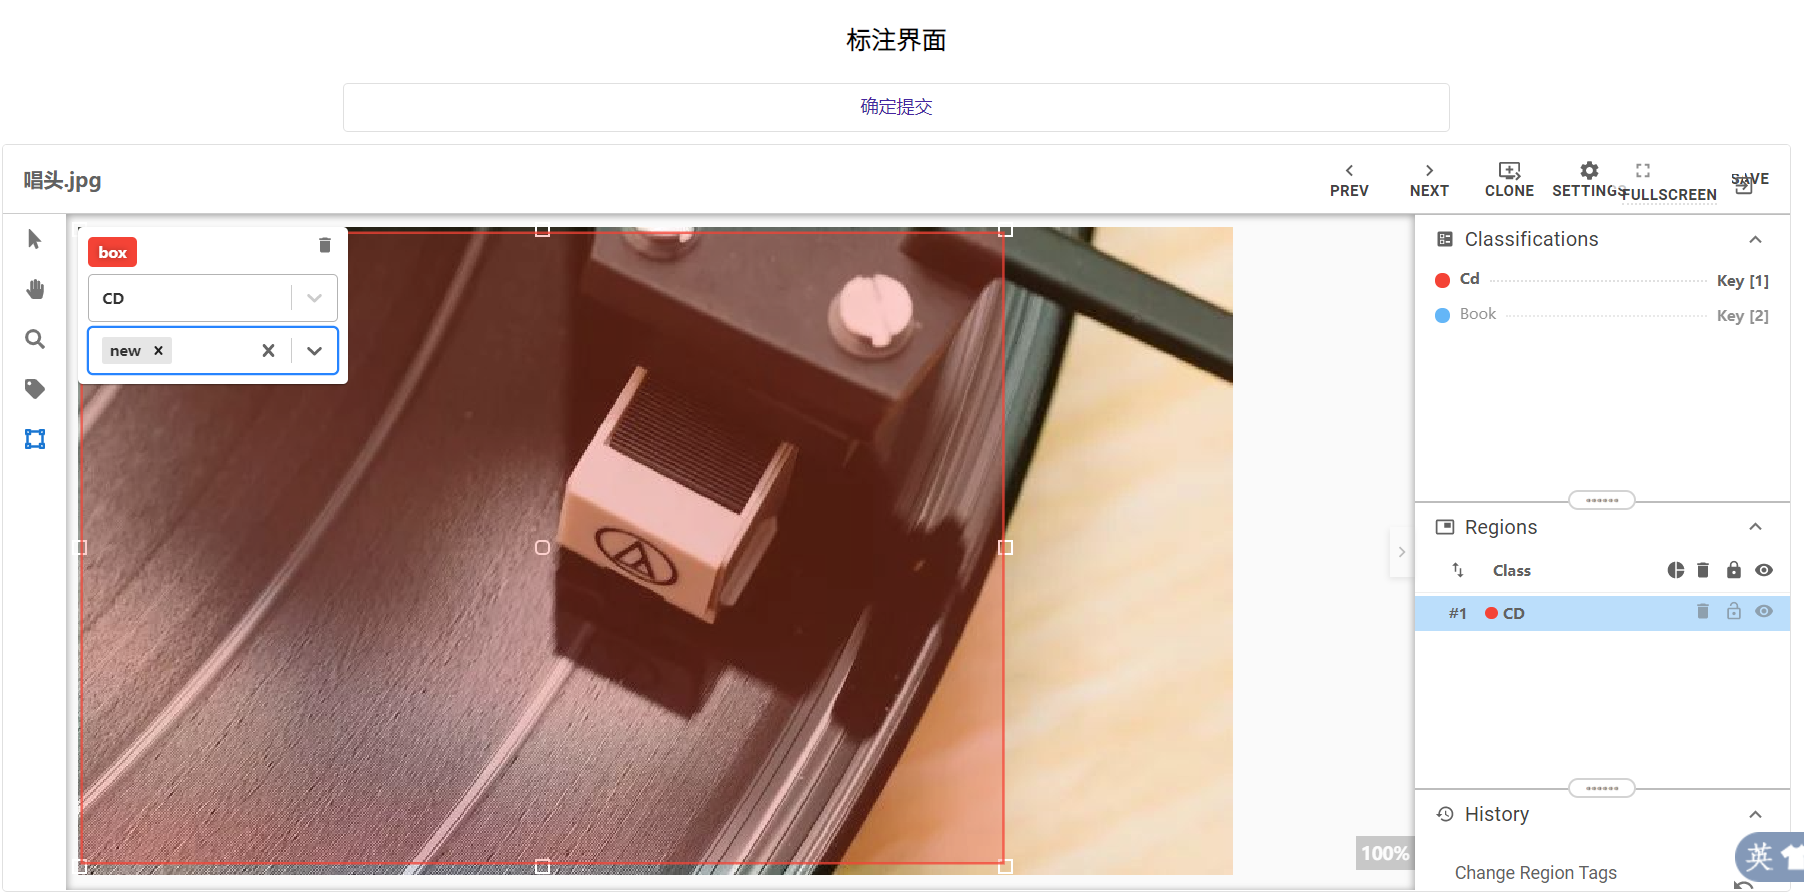 标注界面
确定提交
唱头.jpg
PREV
NEXT
CLONE
SETTINGS
FULLSCREEN
SAVE
box
CD
new
Classifications
Cd
Key [1]
Book
Key [2]
Regions
Class
#1
CD
History
Change Region Tags
100%
英